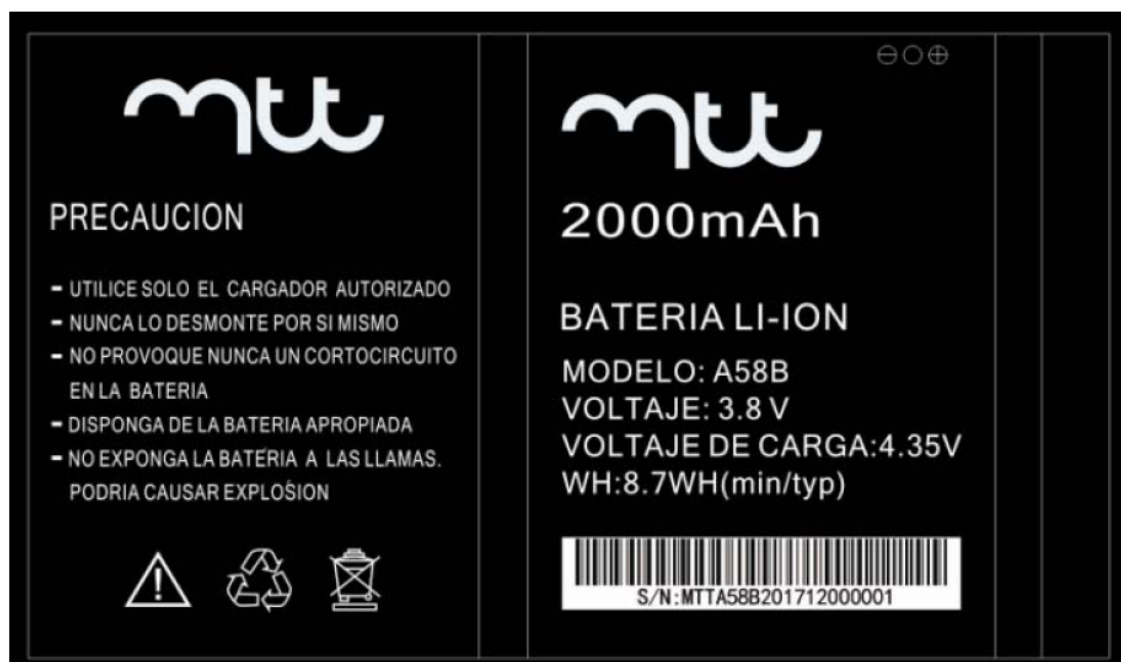 mtt
PRECAUCION
- UTILICE SOLO EL CARGADOR AUTORIZADO
- NUNCA LO DESMONTE POR SI MISMO
- NO PROVOQUE NUNCA UN CORTOCIRCUITO
EN LA BATERIA
- DISPONGA DE LA BATERIA APROPIADA
- NO EXPONGA LA BATERIA A LAS LLAMAS.
PODRIA CAUSAR EXPLOSION
mtt
2000mAh
BATERIA LI-ION
MODELO: A58B
VOLTAJE: 3.8 V
VOLTAJE DE CARGA:4.35V
WH:8.7WH(min/typ)
S/N:MTTA58B201712000001